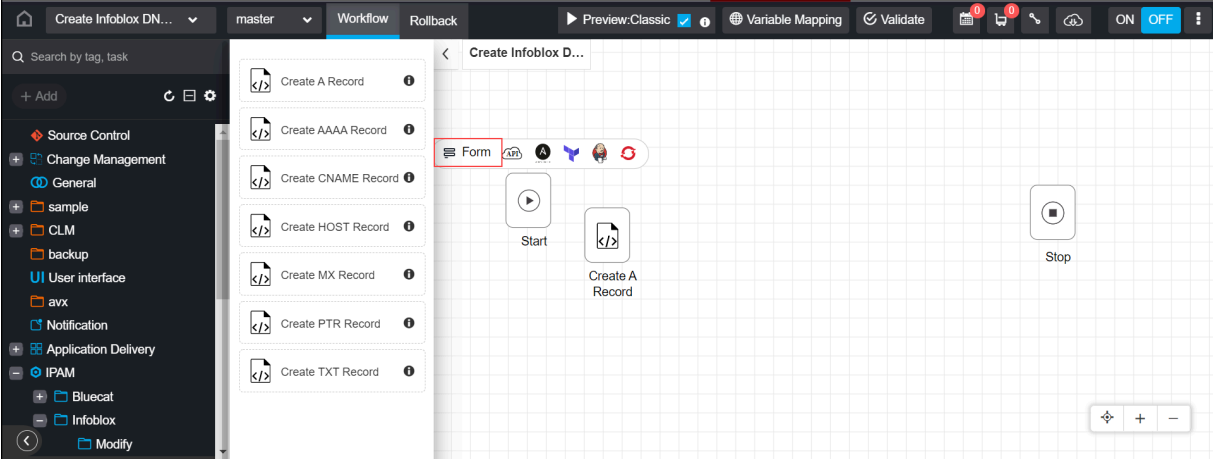 Create Infoblox DN...
master
Workflow
Rollback
Preview:Classic
Variable Mapping
Validate
0
0
ON
OFF
Search by tag, task
+ Add
Source Control
Change Management
General
sample
CLM
backup
UI User interface
avx
Notification
Application Delivery
IPAM
Bluecat
Infoblox
Modify
Create A Record
Create AAAA Record
Create CNAME Record
Create HOST Record
Create MX Record
Create PTR Record
Create TXT Record
Create Infoblox D...
Form
API
A
Start
Create A
Record
Stop